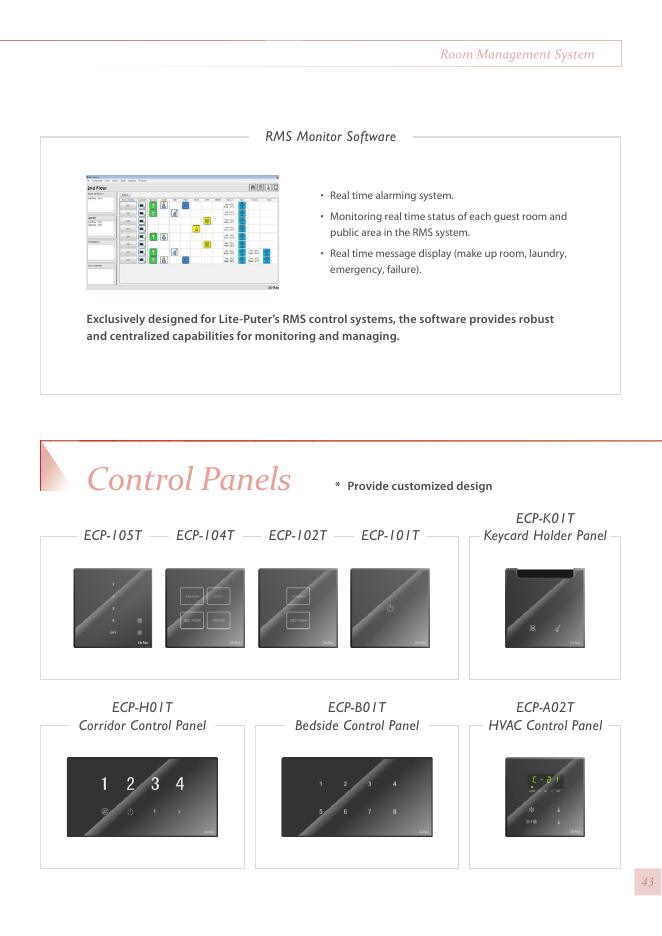 Room Management System
RMS Monitor Software
2nd Floor
• Real time alarming system.
• Monitoring real time status of each guest room and
public area in the RMS system.
• Real time message display (make up room, laundry,
emergency, failure).
Exclusively designed for Lite-Puter's RMS control systems, the software provides robust
and centralized capabilities for monitoring and managing.
Control Panels
* Provide customized design
ECP-105T
ECP-104T
ECP-102T
ECP-101T
ECP-K01T
Keycard Holder Panel
1
2
3
4
OFF
ECP-H01T
Corridor Control Panel
ECP-B01T
Bedside Control Panel
ECP-A02T
HVAC Control Panel
1 2 3 4
1 2 3 4
5 6 7 8
C-21
43